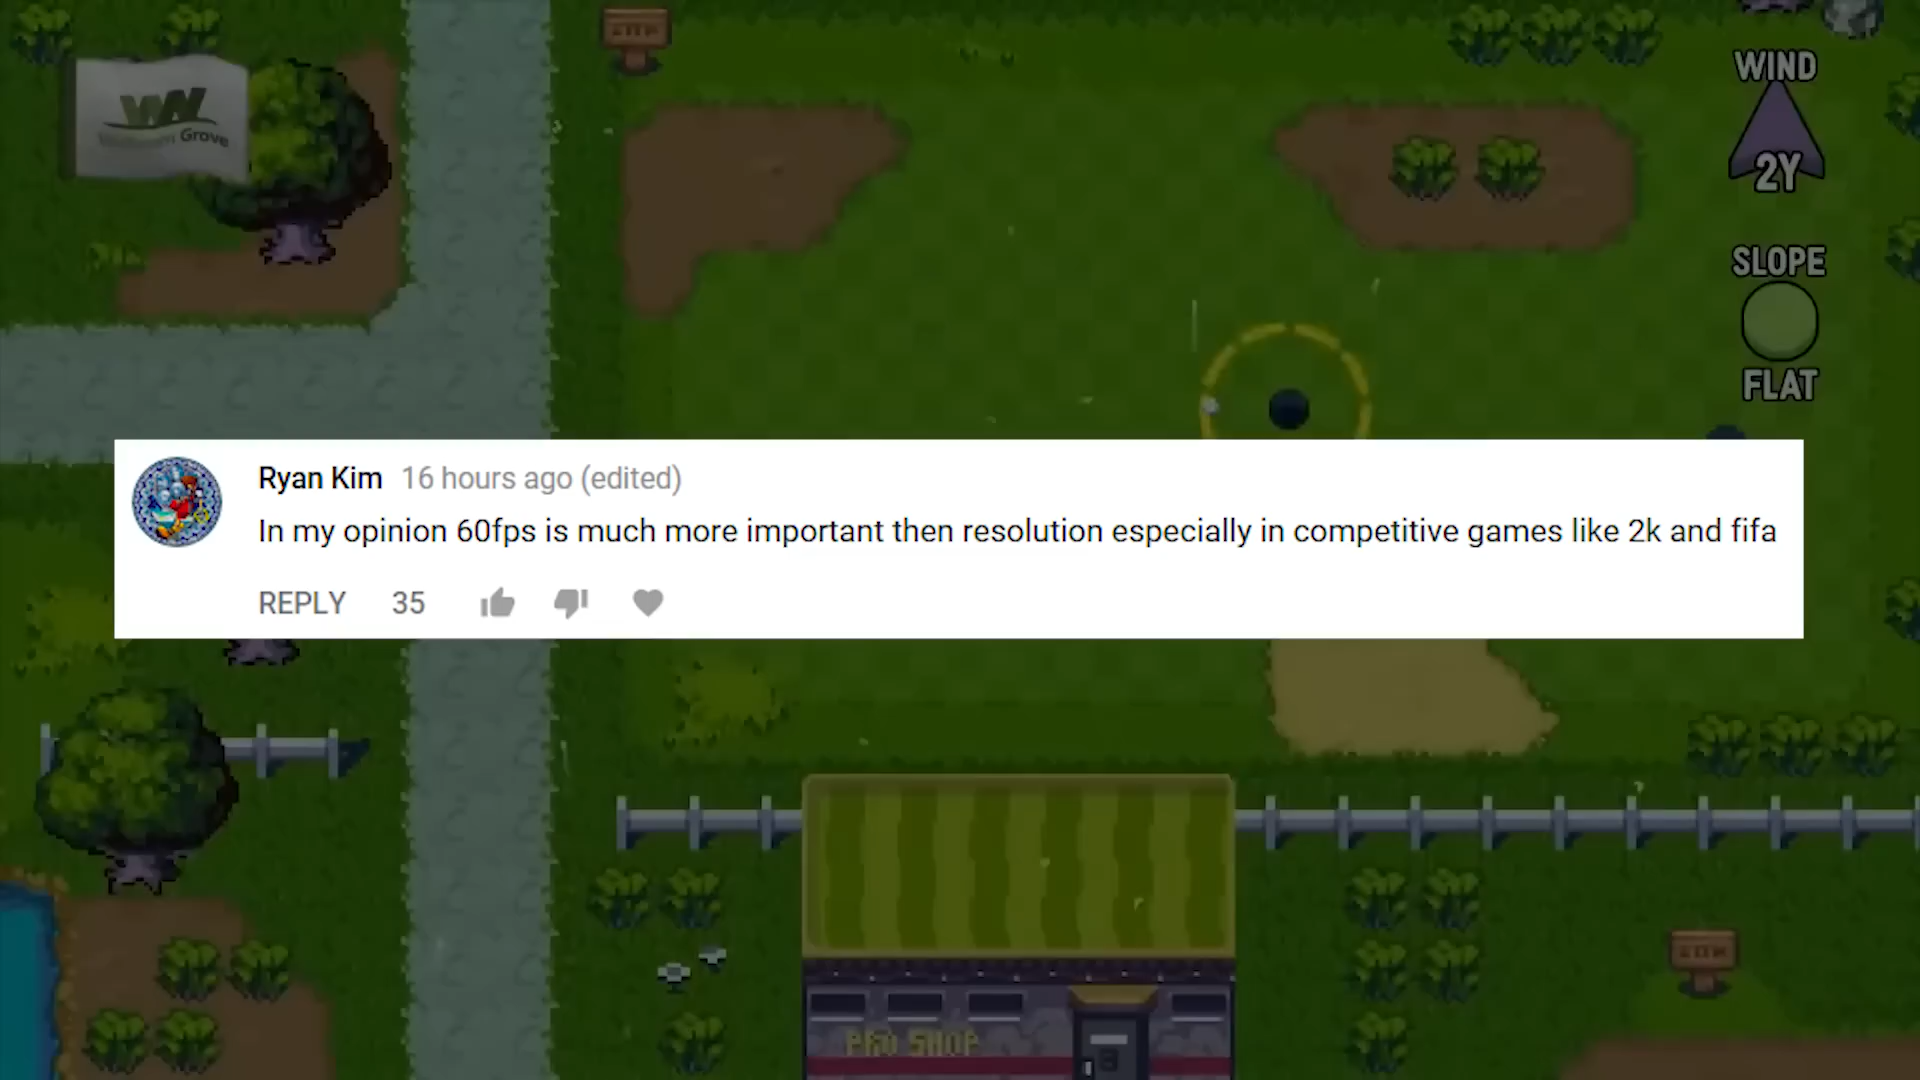 WIND
2Y
SLOPE
FLAT
Grove
Ryan Kim 16 hours ago (edited)
In my opinion 60fps is much more important then resolution especially in competitive games like 2k and fifa
REPLY 35
PRO SHOP